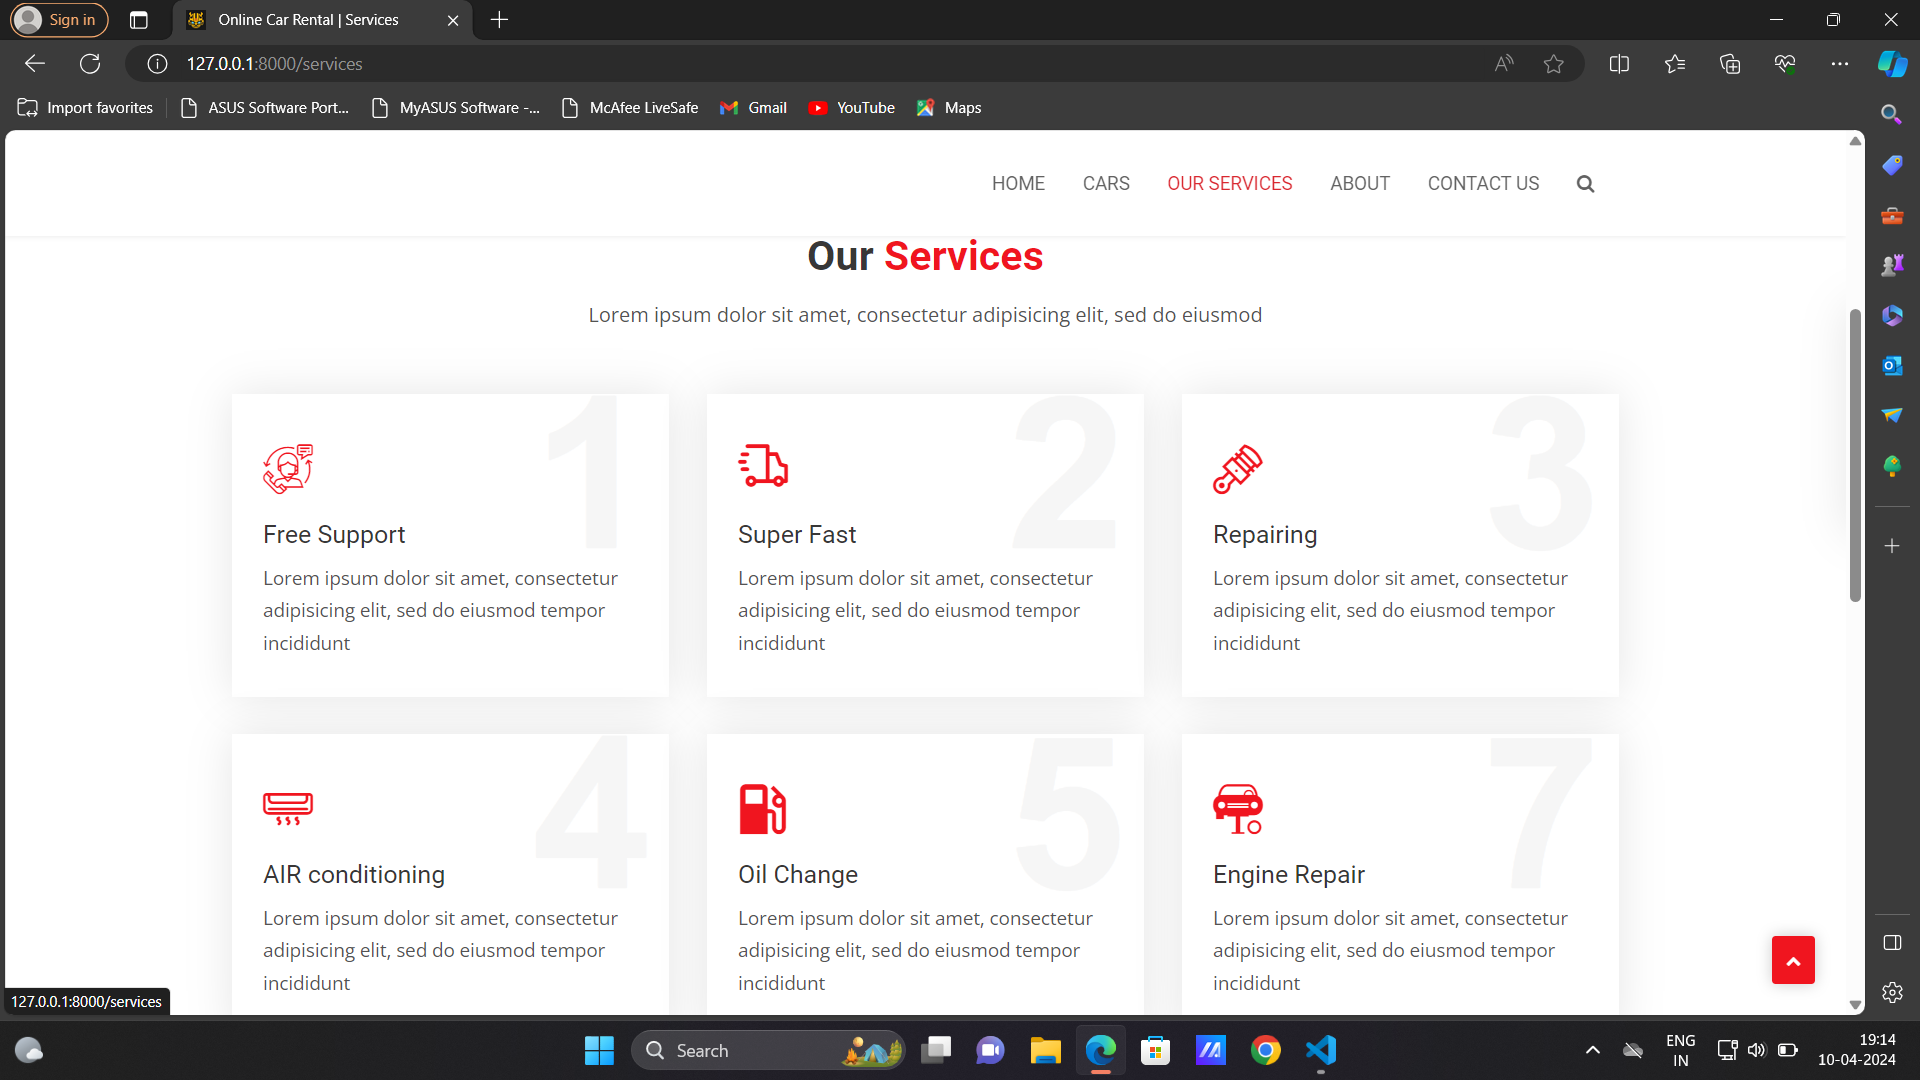 Sign in
Online Car Rental | Services
127.0.0.1:8000/services
Import favorites
ASUS Software Port...
MyASUS Software -...
McAfee LiveSafe
Gmail
YouTube
Maps
HOME
CARS
OUR SERVICES
ABOUT
CONTACT US
Our Services
Lorem ipsum dolor sit amet, consectetur adipisicing elit, sed do eiusmod
1
Free Support
Lorem ipsum dolor sit amet, consectetur
adipisicing elit, sed do eiusmod tempor
incididunt
2
Super Fast
Lorem ipsum dolor sit amet, consectetur
adipisicing elit, sed do eiusmod tempor
incididunt
3
Repairing
Lorem ipsum dolor sit amet, consectetur
adipisicing elit, sed do eiusmod tempor
incididunt
4
AIR conditioning
Lorem ipsum dolor sit amet, consectetur
adipisicing elit, sed do eiusmod tempor
incididunt
5
Oil Change
Lorem ipsum dolor sit amet, consectetur
adipisicing elit, sed do eiusmod tempor
incididunt
7
Engine Repair
Lorem ipsum dolor sit amet, consectetur
adipisicing elit, sed do eiusmod tempor
incididunt
127.0.0.1:8000/services
Search
ENG
IN
19:14
10-04-2024